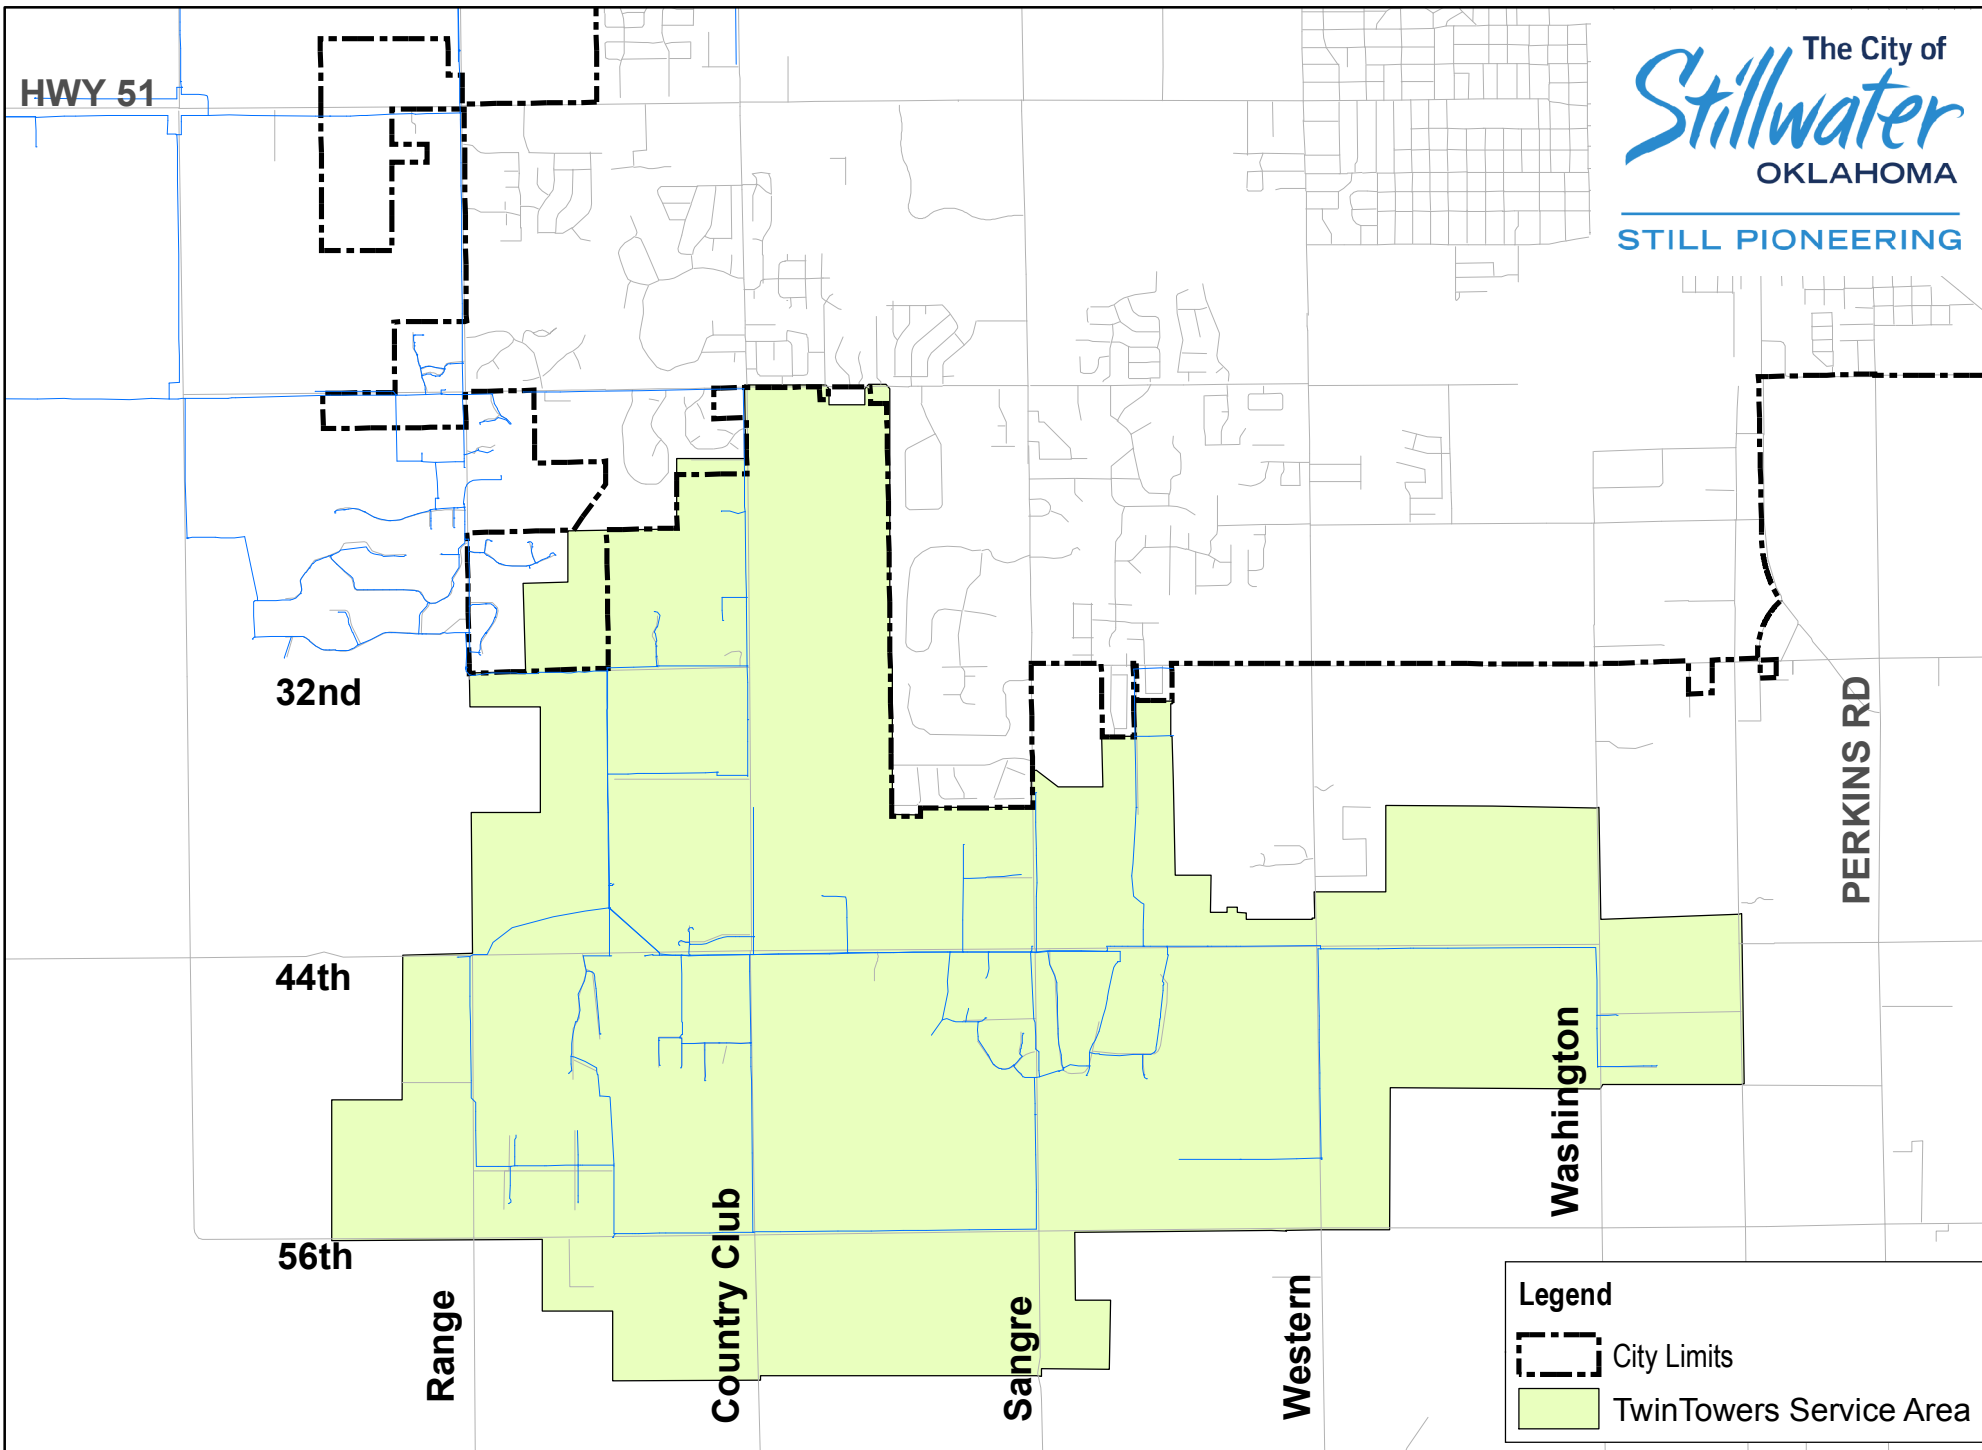 HWY 51
The City of
Stillwater
OKLAHOMA
STILL PIONEERING
32nd
PERKINS RD
44th
Washington
56th
Range
Country Club
Sangre
Western
Legend
City Limits
TwinTowers Service Area